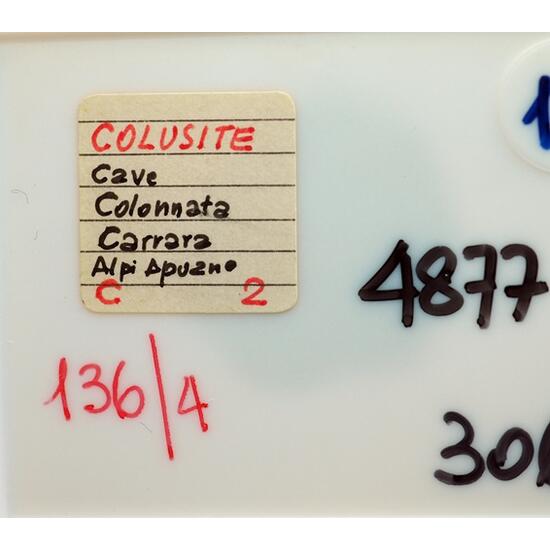 COLUSITE
Cave
Colonnata
Carrara
Alpi Apuane
C 2
4877
136/4